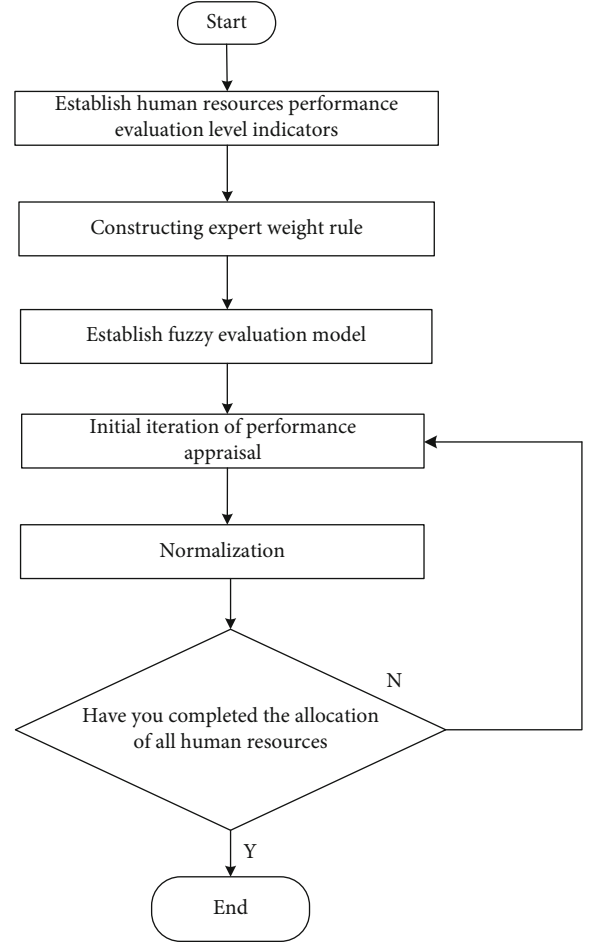 Start
Establish human resources performance
evaluation level indicators
Constructing expert weight rule
Establish fuzzy evaluation model
Initial iteration of performance
appraisal
Normalization
N
Have you completed the allocation
of all human resources
Y
End